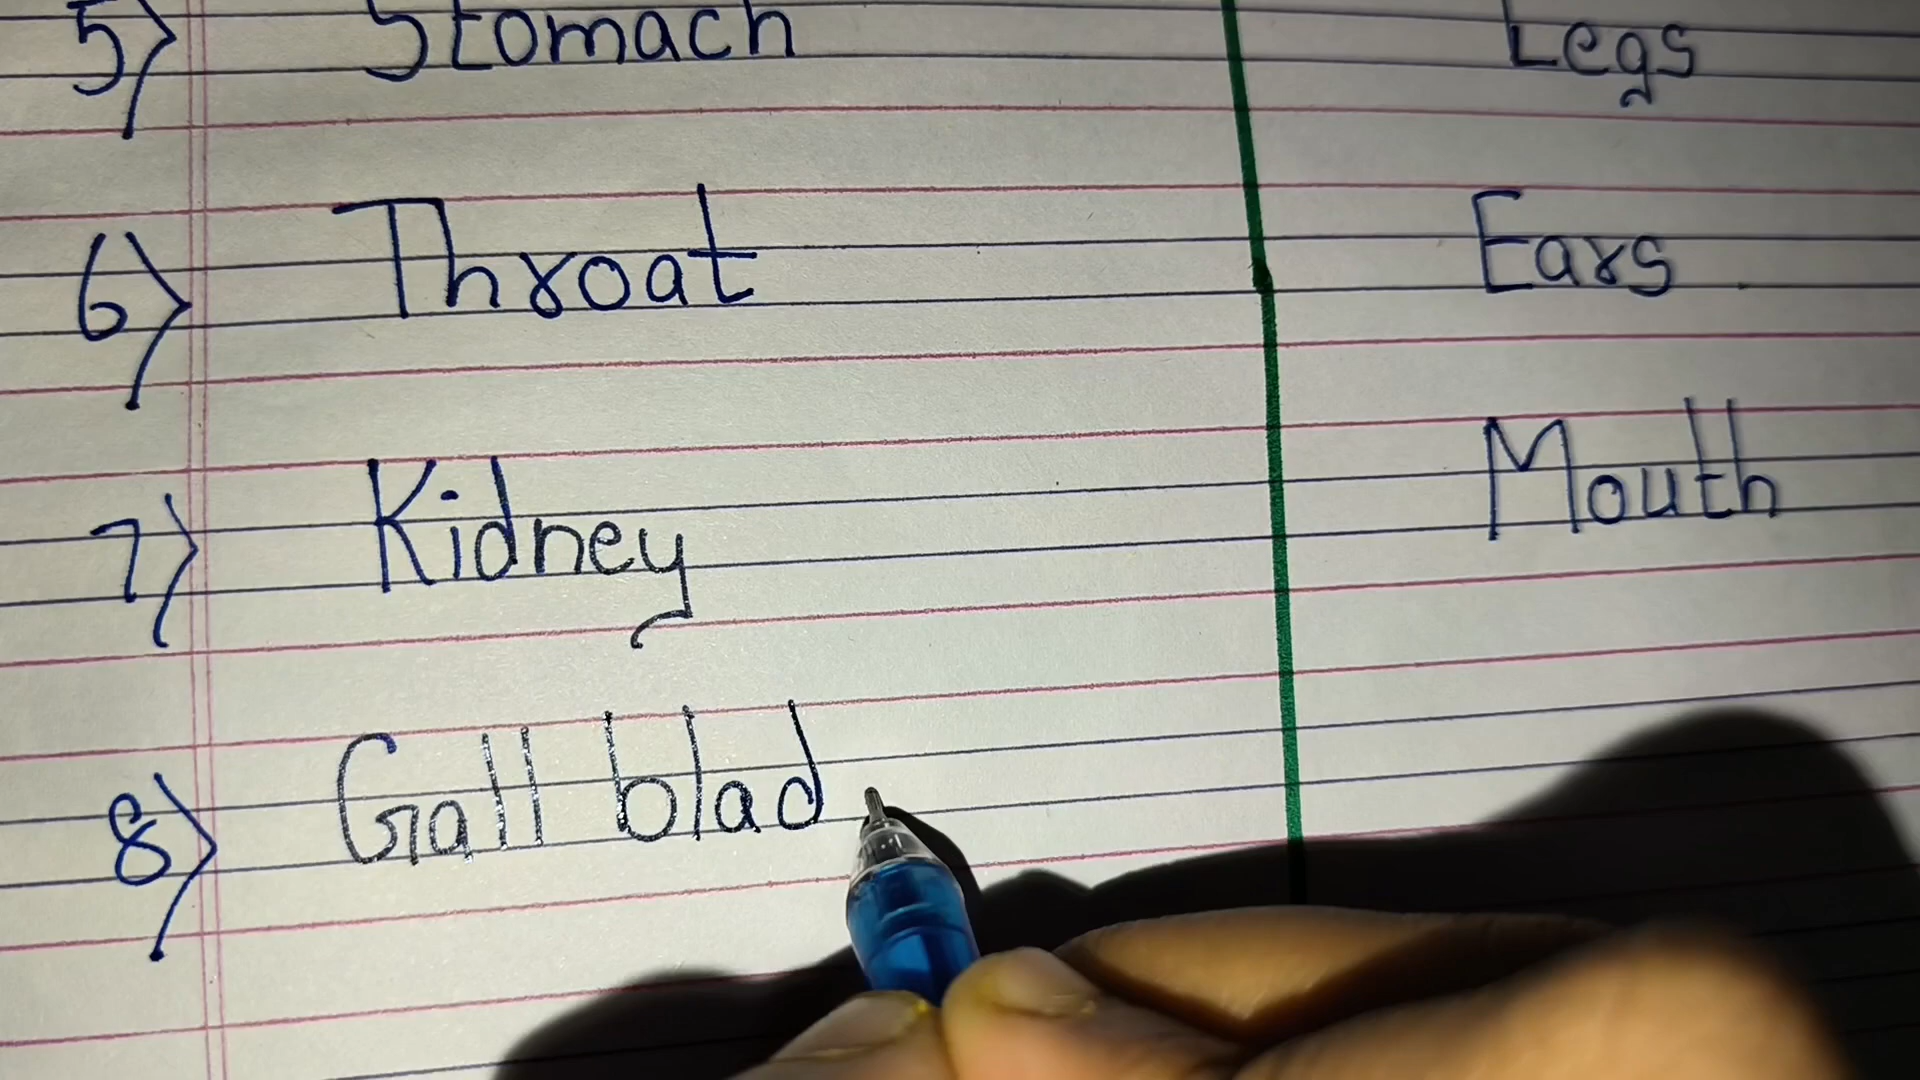 5) Stomach Legs
6) Throat Ears
7) Kidney Mouth
8) Gall blad